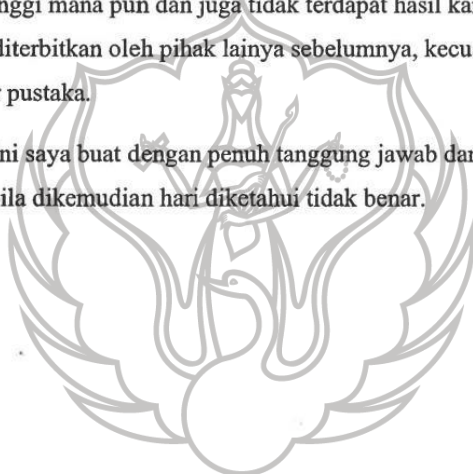 nggi mana pun dan juga tidak terdapat hasil ka
diterbitkan oleh pihak lainya sebelumnya, kecu
pustaka.
ni saya buat dengan penuh tanggung jawab dan
ila dikemudian hari diketahui tidak benar.